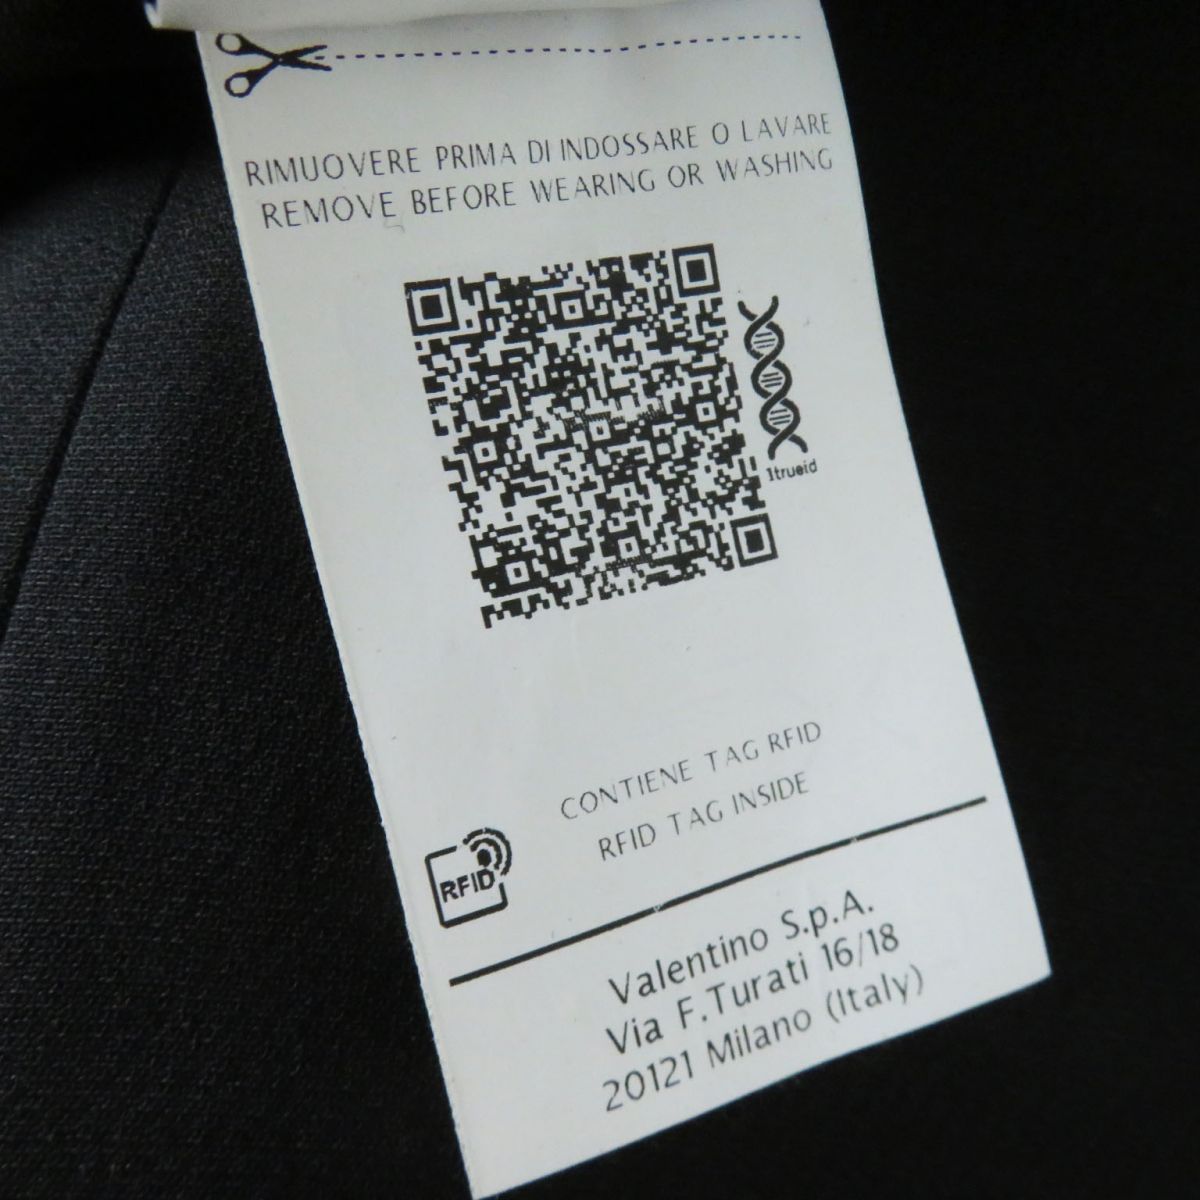 RIMUOVERE PRIMA DI INDOSSARE O LAVARE
REMOVE BEFORE WEARING OR WASHING
1trueid
CONTIENE TAG RFID
RFID TAG INSIDE
RFID
Valentino S.p.A.
Via F.Turati 16/18
20121 Milano (Italy)